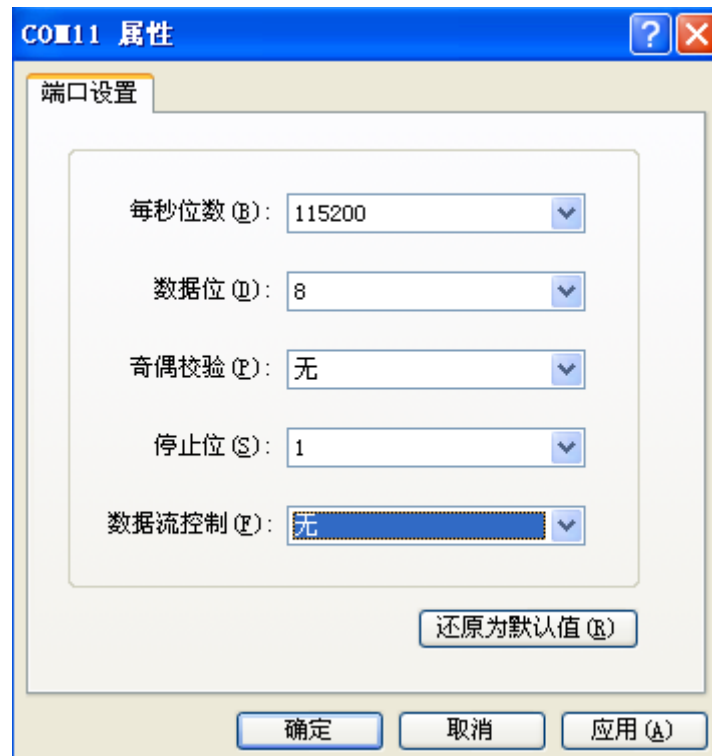 COM11 属性
端口设置
每秒位数(B): 115200
数据位(D): 8
奇偶校验(P): 无
停止位(S): 1
数据流控制(F): 无
还原为默认值(R)
确定 取消 应用(A)